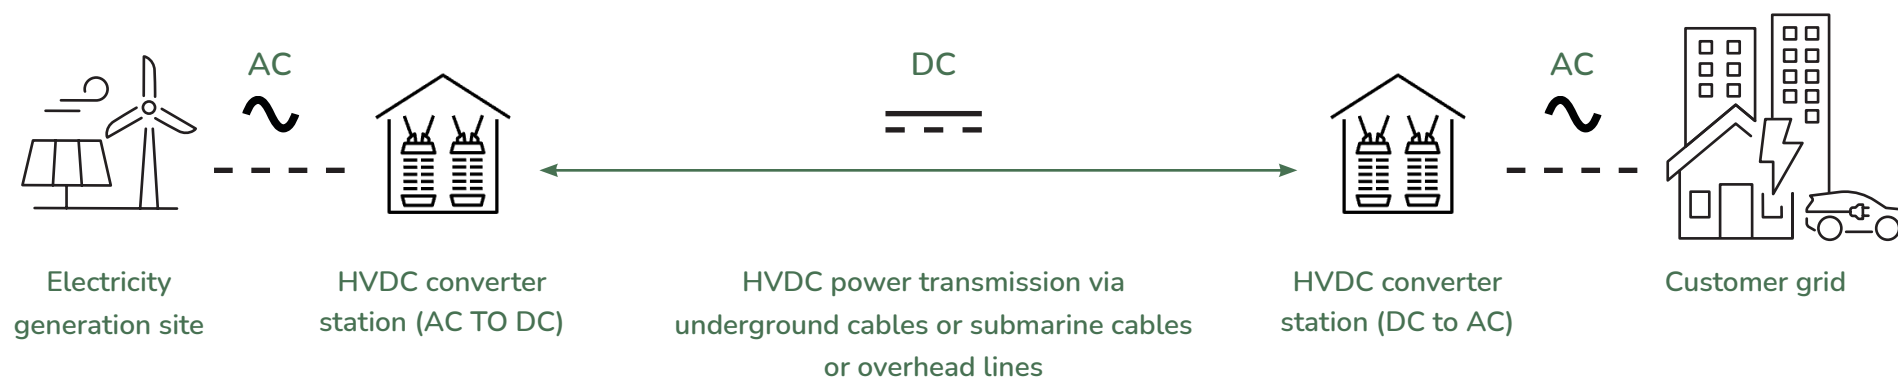 AC
DC
AC
Electricity
generation site
HVDC converter
station (AC TO DC)
HVDC power transmission via
underground cables or submarine cables
or overhead lines
HVDC converter
station (DC to AC)
Customer grid